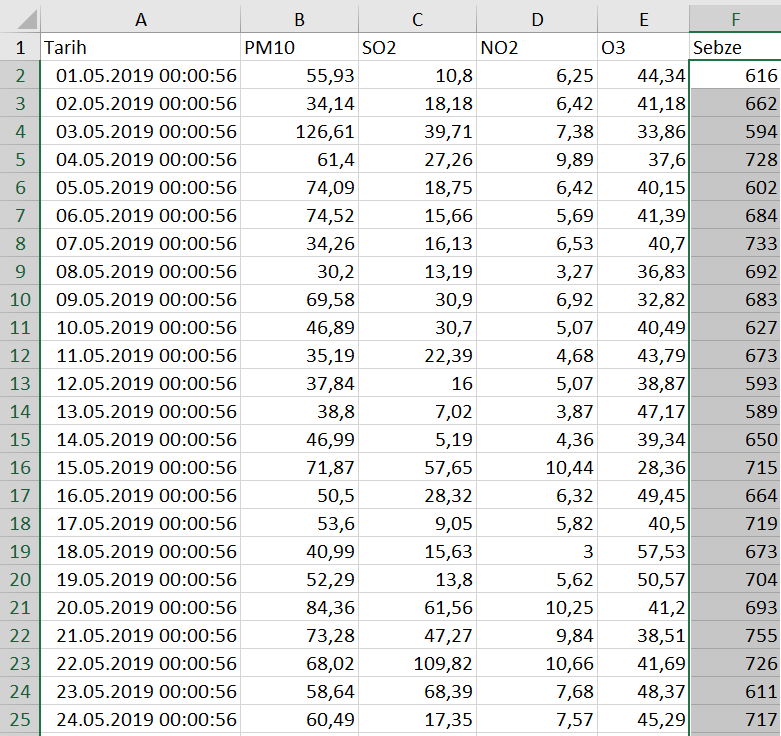 A B C D E F
1 Tarih PM10 SO2 NO2 O3 Sebze
2 01.05.2019 00:00:56 55,93 10,8 6,25 44,34 616
3 02.05.2019 00:00:56 34,14 18,18 6,42 41,18 662
4 03.05.2019 00:00:56 126,61 39,71 7,38 33,86 594
5 04.05.2019 00:00:56 61,4 27,26 9,89 37,6 728
6 05.05.2019 00:00:56 74,09 18,75 6,42 40,15 602
7 06.05.2019 00:00:56 74,52 15,66 5,69 41,39 684
8 07.05.2019 00:00:56 34,26 16,13 6,53 40,7 733
9 08.05.2019 00:00:56 30,2 13,19 3,27 36,83 692
10 09.05.2019 00:00:56 69,58 30,9 6,92 32,82 683
11 10.05.2019 00:00:56 46,89 30,7 5,07 40,49 627
12 11.05.2019 00:00:56 35,19 22,39 4,68 43,79 673
13 12.05.2019 00:00:56 37,84 16 5,07 38,87 593
14 13.05.2019 00:00:56 38,8 7,02 3,87 47,17 589
15 14.05.2019 00:00:56 46,99 5,19 4,36 39,34 650
16 15.05.2019 00:00:56 71,87 57,65 10,44 28,36 715
17 16.05.2019 00:00:56 50,5 28,32 6,32 49,45 664
18 17.05.2019 00:00:56 53,6 9,05 5,82 40,5 719
19 18.05.2019 00:00:56 40,99 15,63 3 57,53 673
20 19.05.2019 00:00:56 52,29 13,8 5,62 50,57 704
21 20.05.2019 00:00:56 84,36 61,56 10,25 41,2 693
22 21.05.2019 00:00:56 73,28 47,27 9,84 38,51 755
23 22.05.2019 00:00:56 68,02 109,82 10,66 41,69 726
24 23.05.2019 00:00:56 58,64 68,39 7,68 48,37 611
25 24.05.2019 00:00:56 60,49 17,35 7,57 45,29 717